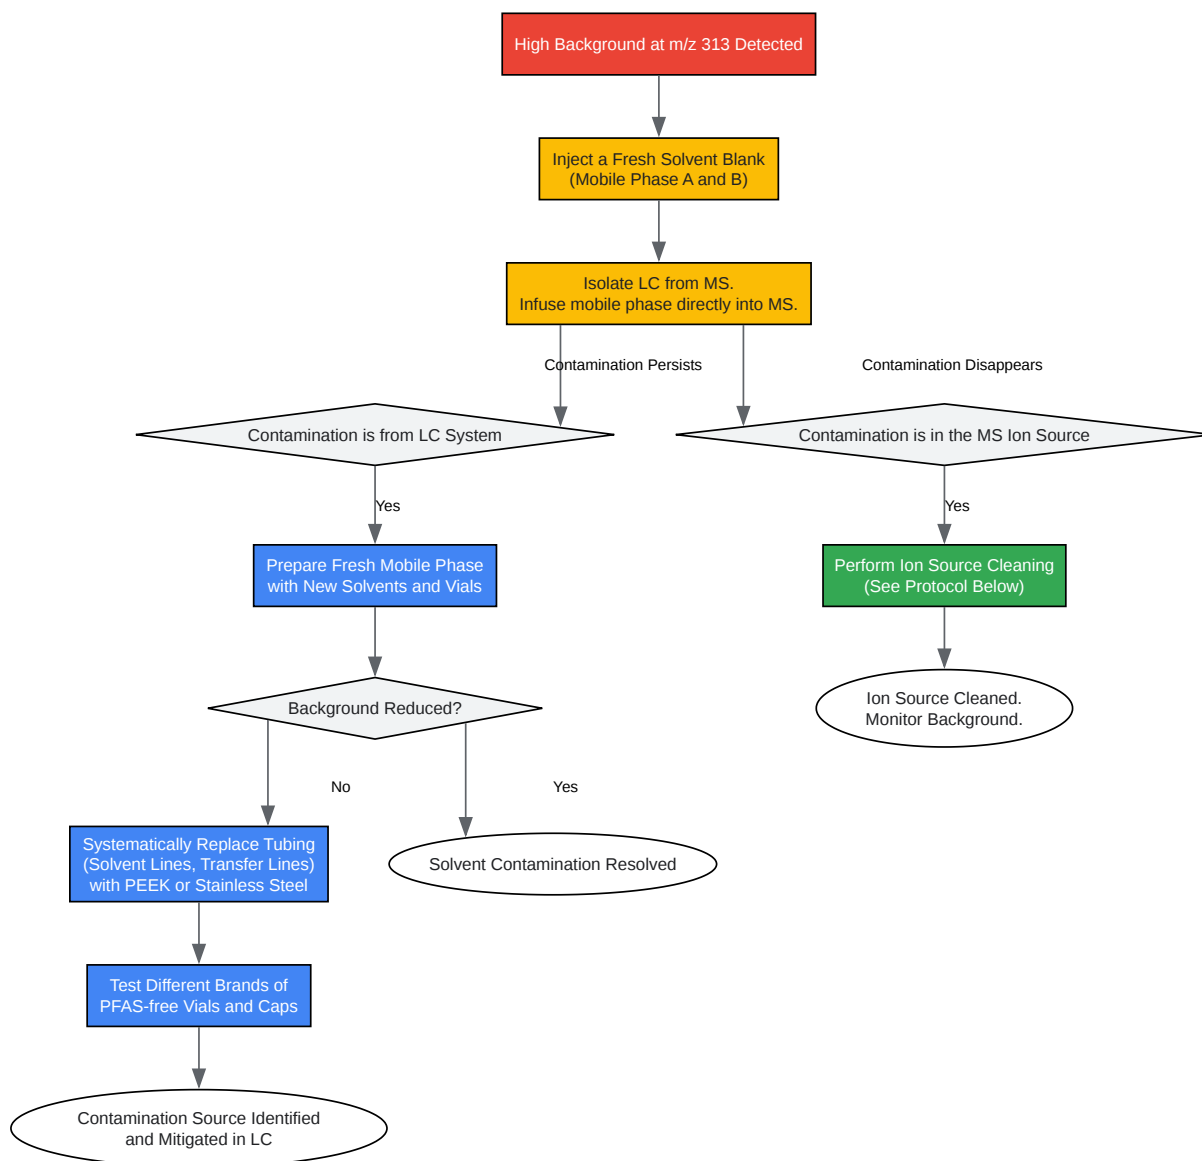 High Background at m/z 313 Detected
Inject a Fresh Solvent Blank
(Mobile Phase A and B)
Isolate LC from MS.
Infuse mobile phase directly into MS.
Contamination Persists
Contamination Disappears
Contamination is from LC System
Contamination is in the MS Ion Source
Yes
Yes
Prepare Fresh Mobile Phase
with New Solvents and Vials
Perform Ion Source Cleaning
(See Protocol Below)
Background Reduced?
Ion Source Cleaned.
Monitor Background.
No
Yes
Systematically Replace Tubing
(Solvent Lines, Transfer Lines)
with PEEK or Stainless Steel
Solvent Contamination Resolved
Test Different Brands of
PFAS-free Vials and Caps
Contamination Source Identified
and Mitigated in LC